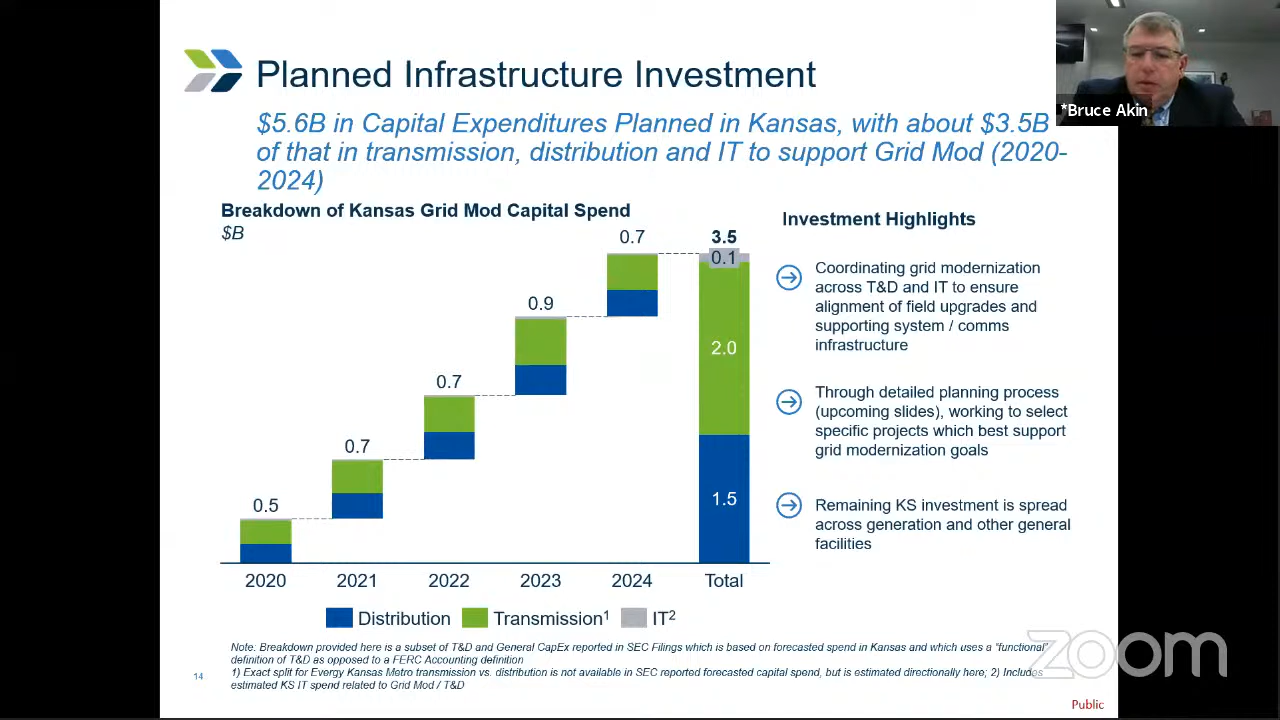 Planned Infrastructure Investment
*Bruce Akin
$5.6B in Capital Expenditures Planned in Kansas, with about $3.5B
of that in transmission, distribution and IT to support Grid Mod (2020-
2024)
Breakdown of Kansas Grid Mod Capital Spend
$B
0.5
0.7
0.7
0.9
0.7
3.5
0.1
2.0
1.5
2020
2021
2022
2023
2024
Total
Distribution
Transmission1
IT2
Investment Highlights
Coordinating grid modernization
across T&D and IT to ensure
alignment of field upgrades and
supporting system / comms
infrastructure
Through detailed planning process
(upcoming slides), working to select
specific projects which best support
grid modernization goals
Remaining KS investment is spread
across generation and other general
facilities
Note: Breakdown provided here is a subset of T&D and General CapEx reported in SEC Filings which is based on forecasted spend in Kansas and which uses a "functional"
definition of T&D as opposed to a FERC Accounting definition
1) Exact split for Evergy Kansas Metro transmission vs. distribution is not available in SEC reported forecasted capital spend, but is estimated directionally here; 2) Includes
estimated KS IT spend related to Grid Mod / T&D
14
zoom
Public